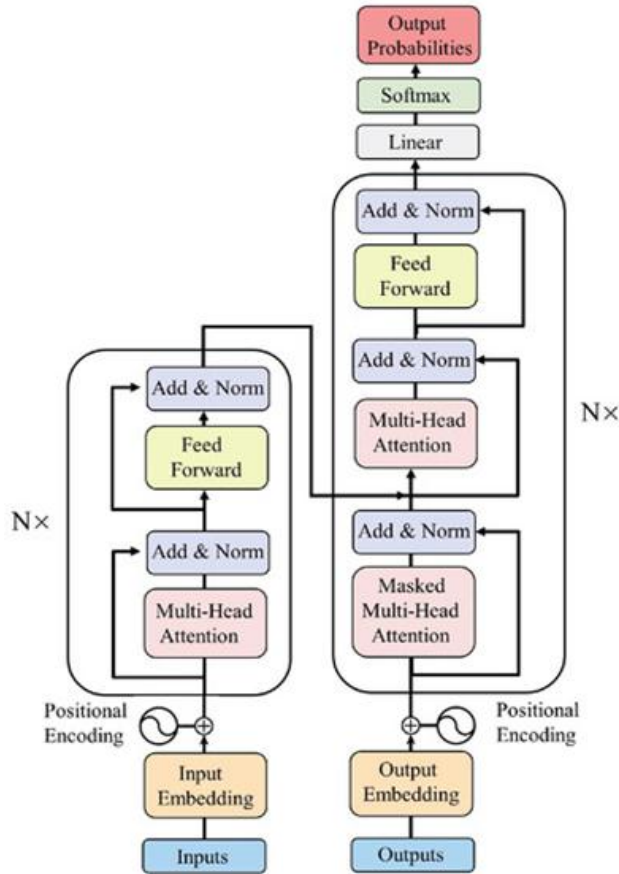 Output
Probabilities
Softmax
Linear
Add & Norm
Feed
Forward
Add & Norm
Multi-Head
Attention
N×
Add & Norm
Masked
Multi-Head
Attention
Positional
Encoding
Output
Embedding
Outputs
Add & Norm
Feed
Forward
N×
Add & Norm
Multi-Head
Attention
Positional
Encoding
Input
Embedding
Inputs